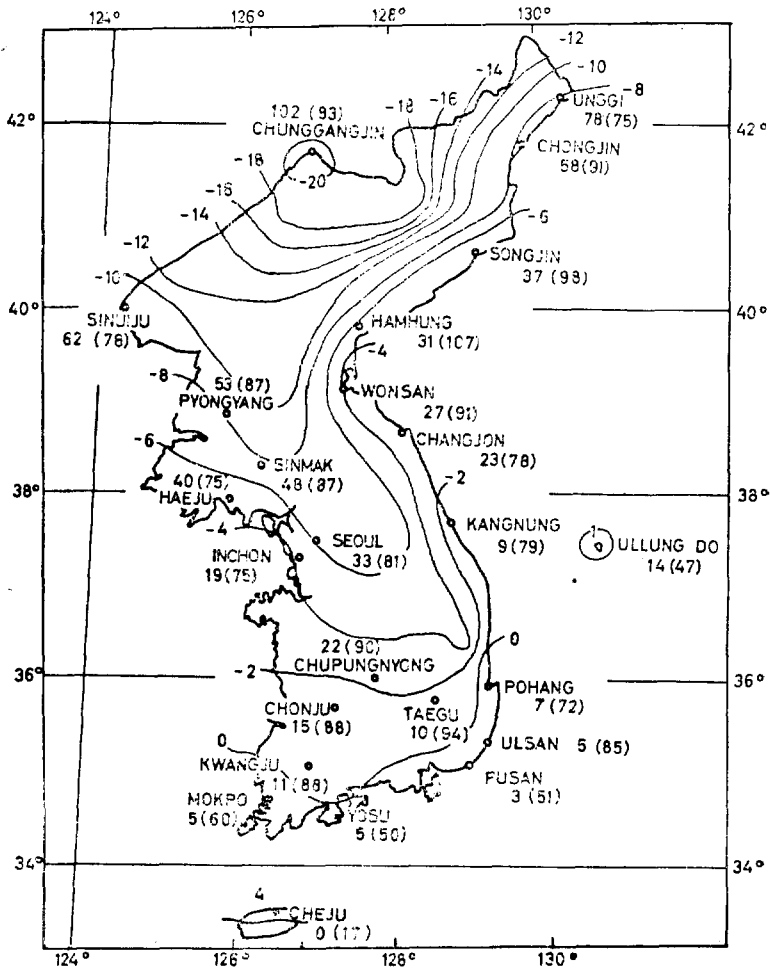 126°
128°
130°
-12
-14
-10
-18
-16
-8
UNGGI
78(75)
102 (93)
CHUNGGANGJIN
42°
42°
CHONGJIN
58(91)
-18
-20
-16
-14
-6
-12
SONGJIN
37 (98)
-10
40°
40°
SINUIJU
62 (78)
HAMHUNG
31(107)
-4
-8
53(87)
PYONGYANG
WONSAN
27(91)
CHANGJON
23(78)
-6
SINMAK
48(87)
40(75)
HAEJU
-2
38°
38°
-4
KANGNUNG
9(79)
1
ULLUNG DO
14(47)
SEOUL
33(81)
INCHON
19(75)
0
22(90)
CHUPUNGNYONG
-2
36°
36°
POHANG
7(72)
CHONJU
15(88)
TAEGU
10(94)
ULSAN 5(85)
0
KWANGJU
11(88)
PUSAN
3(51)
MOKPO
5(60)
YOSU
5(50)
34°
34°
4
CHEJU
0(17)
124°
126°
128°
130°